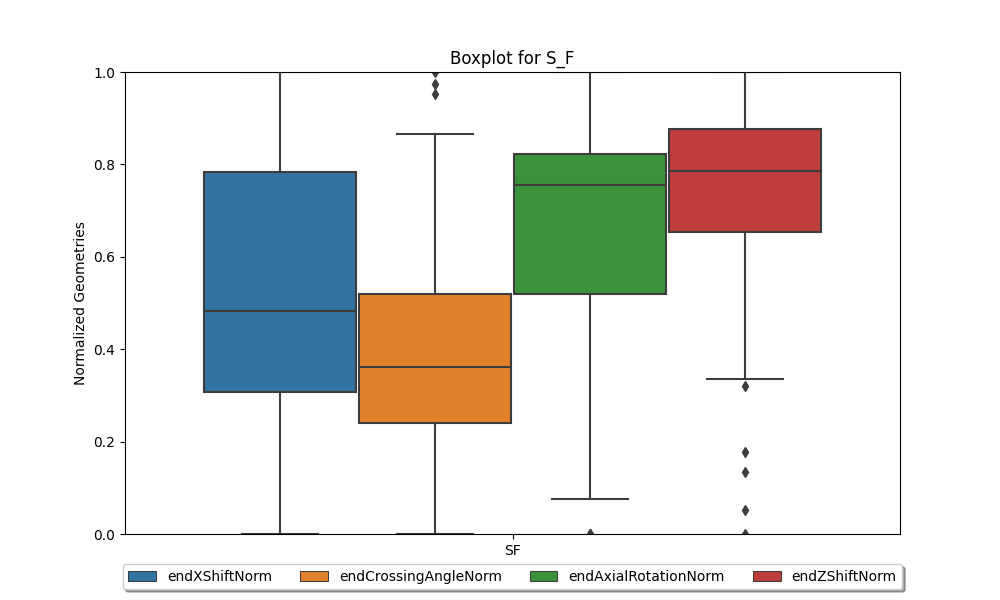 Boxplot for S_F
1.0
0.8
0.6
0.4
0.2
0.0
Normalized Geometries
SF
endXShiftNorm endCrossingAngleNorm endAxialRotationNorm endZShiftNorm